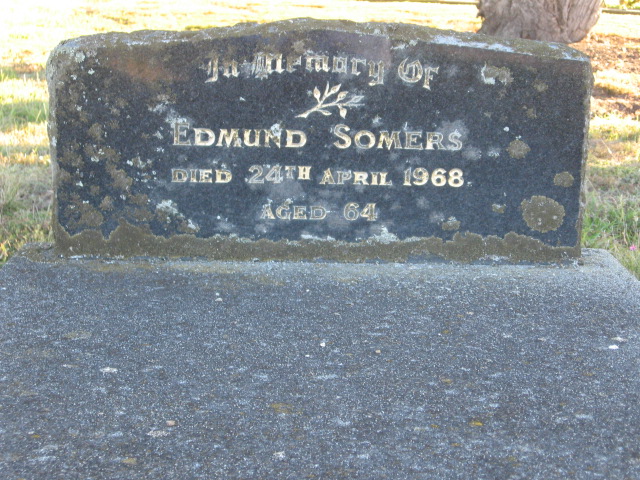 In Memory Of
EDMUND SOMERS
DIED 24TH APRIL 1968
AGED 64